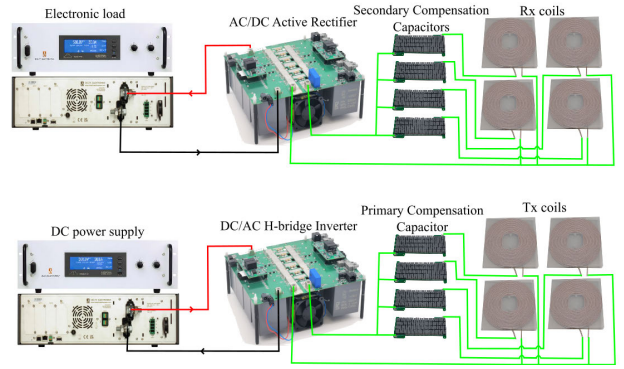 Electronic load
AC/DC Active Rectifier
Secondary Compensation
Capacitors
Rx coils
DC power supply
DC/AC H-bridge Inverter
Primary Compensation
Capacitor
Tx coils